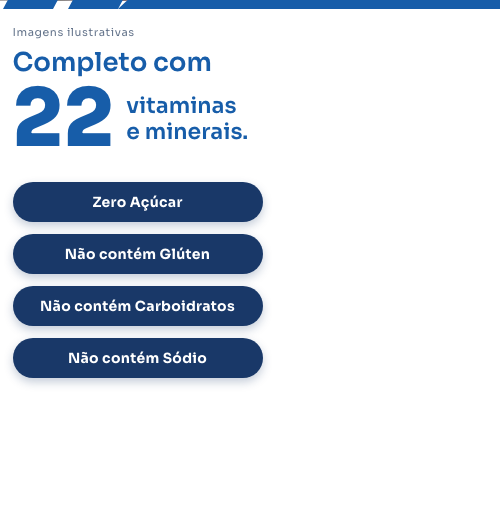 Imagens ilustrativas
Completo com
22 vitaminas
e minerais.
Zero Açúcar
Não contém Glúten
Não contém Carboidratos
Não contém Sódio